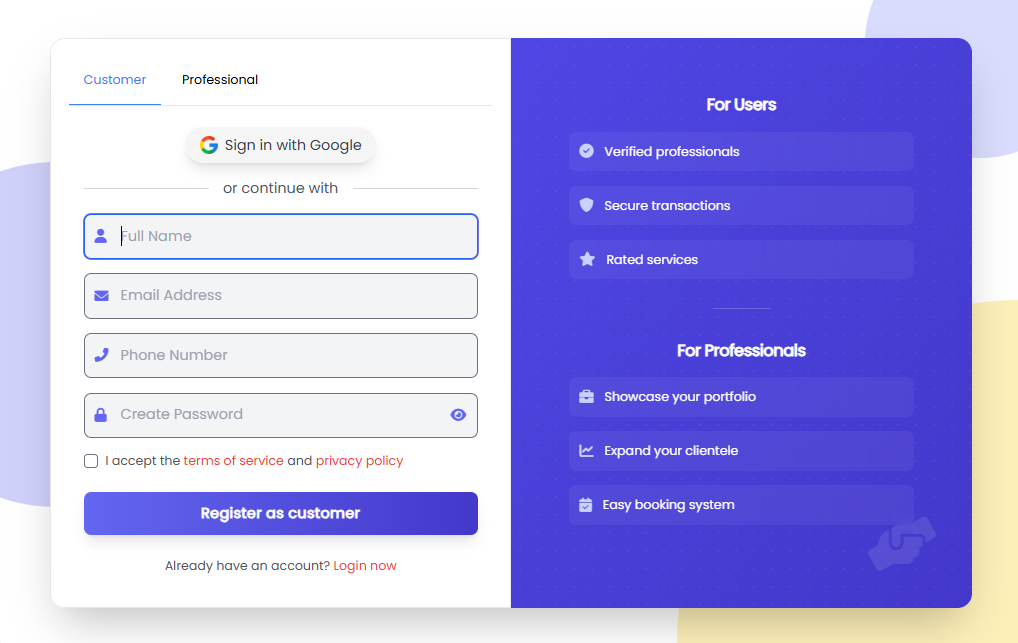 Customer
Professional
Sign in with Google
or continue with
Full Name
Email Address
Phone Number
Create Password
I accept the terms of service and privacy policy
Register as customer
Already have an account? Login now
For Users
Verified professionals
Secure transactions
Rated services
For Professionals
Showcase your portfolio
Expand your clientele
Easy booking system